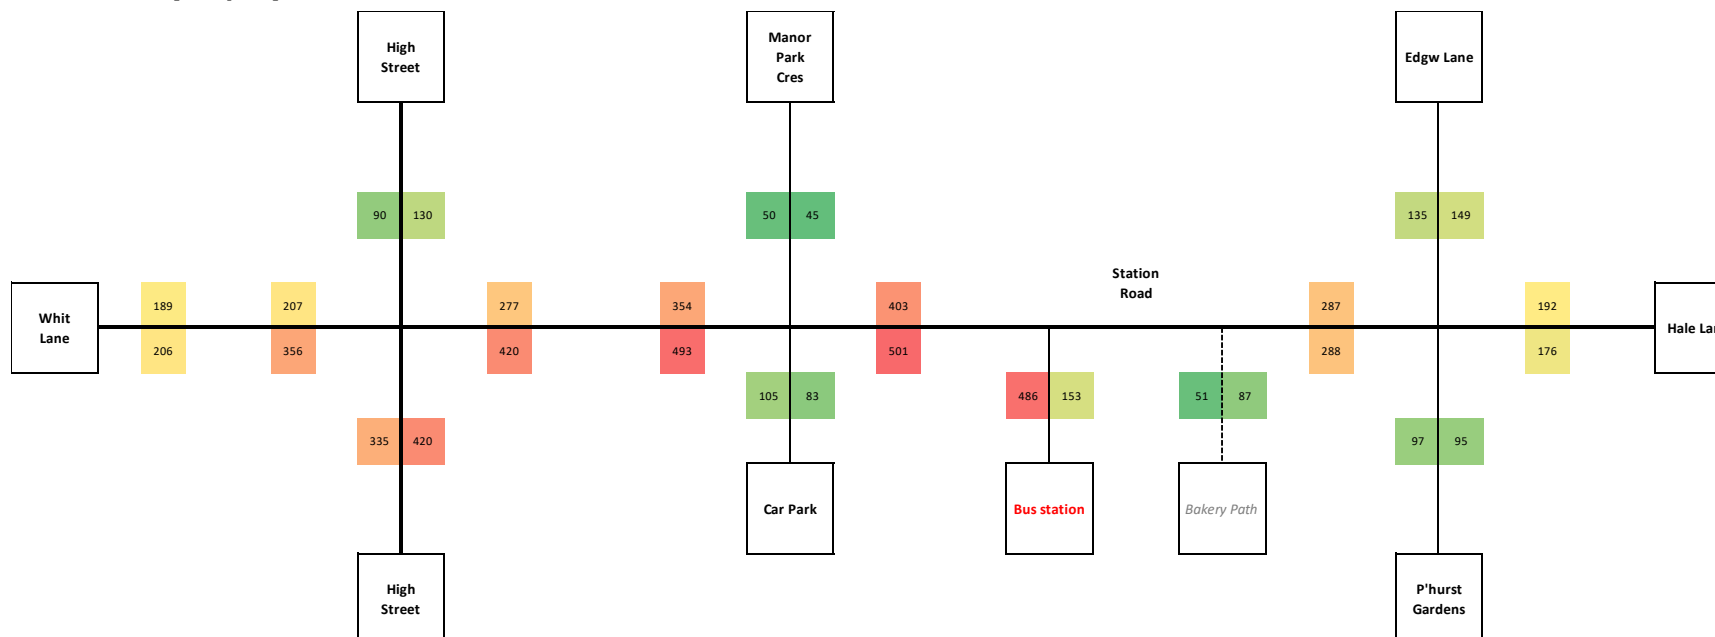 High
Street
Manor
Park
Cres
Edgw Lane
90 130
50 45
135 149
Station
Road
Whit
Lane
189 207 277 354 403 287 192
206 356 420 493 501 288 176
Hale Lan
105 83
486 153
51 87
335 420
97 95
Car Park
Bus station
Bakery Path
High
Street
P'hurst
Gardens